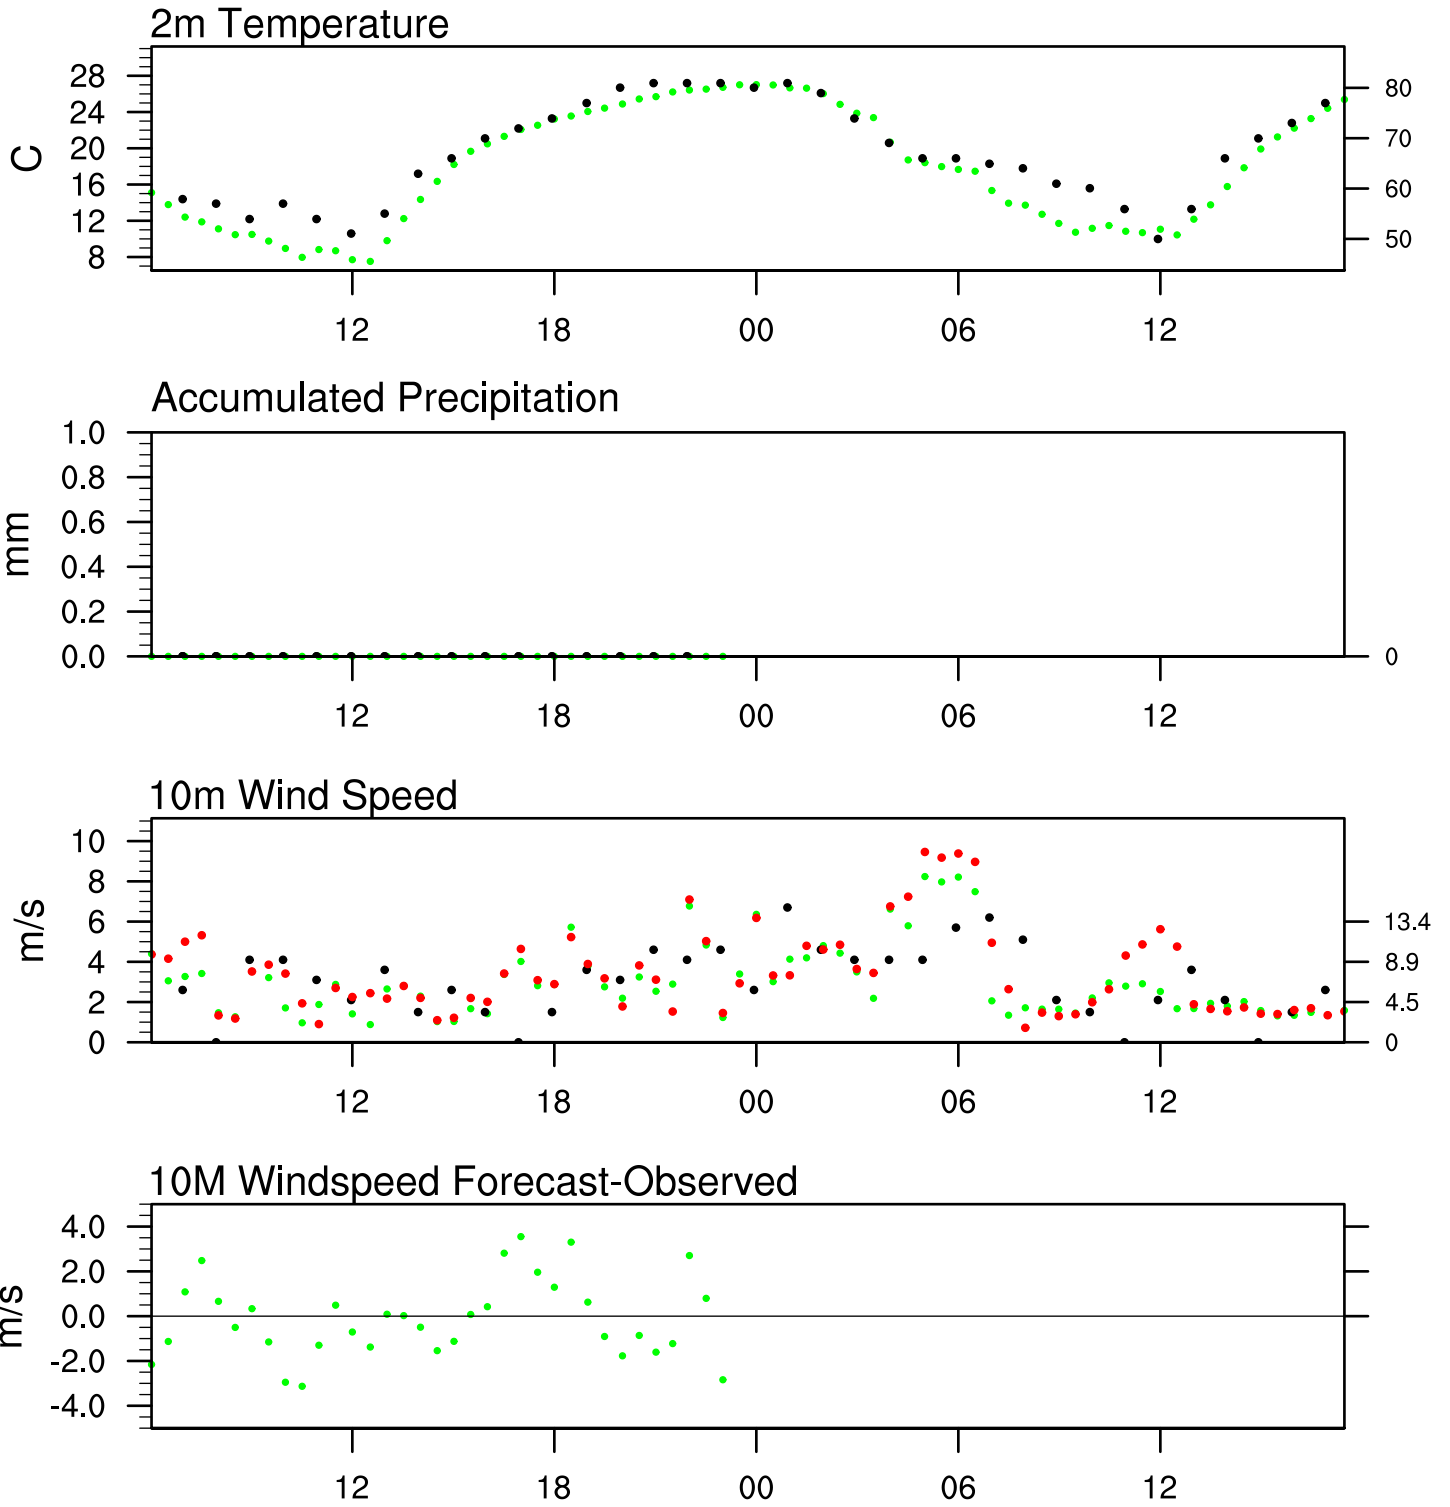 2m Temperature
28
24
20
16
12
8
C
80
70
60
50
12 18 00 06 12
Accumulated Precipitation
1.0
0.8
0.6
0.4
0.2
0.0
mm
0
12 18 00 06 12
10m Wind Speed
10
8
6
4
2
0
m/s
13.4
8.9
4.5
0
12 18 00 06 12
10M Windspeed Forecast-Observed
4.0
2.0
0.0
-2.0
-4.0
m/s
12 18 00 06 12